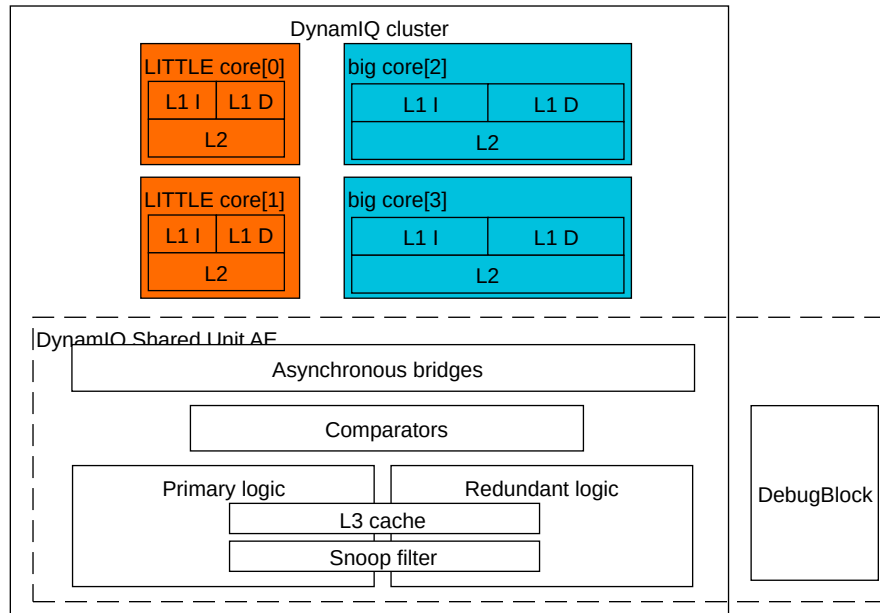 DynamIQ cluster
LITTLE core[0]
L1 I
L1 D
L2
big core[2]
L1 I
L1 D
L2
LITTLE core[1]
L1 I
L1 D
L2
big core[3]
L1 I
L1 D
L2
DynamIQ Shared Unit AE
Asynchronous bridges
Comparators
Primary logic
Redundant logic
L3 cache
Snoop filter
DebugBlock